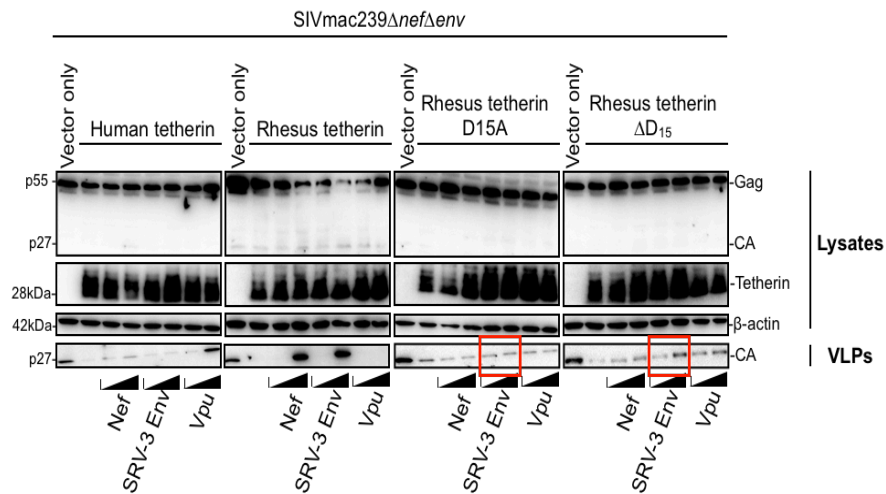 SIVmac239ΔnefΔenv
Vector only
Human tetherin
Vector only
Rhesus tetherin
Vector only
Rhesus tetherin
D15A
Vector only
Rhesus tetherin
ΔD15
p55
-Gag
p27
-CA
Lysates
28kDa
-Tetherin
42kDa
-β-actin
p27
-CA
VLPs
Nef
SRV-3 Env
Vpu
Nef
SRV-3 Env
Vpu
Nef
SRV-3 Env
Vpu
Nef
SRV-3 Env
Vpu